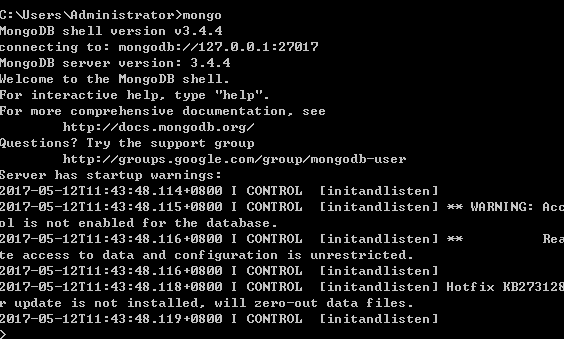 C:\Users\Administrator>mongo
MongoDB shell version v3.4.4
connecting to: mongodb://127.0.0.1:27017
MongoDB server version: 3.4.4
Welcome to the MongoDB shell.
For interactive help, type "help".
For more comprehensive documentation, see
http://docs.mongodb.org/
Questions? Try the support group
http://groups.google.com/group/mongodb-user
Server has startup warnings:
2017-05-12T11:43:48.114+0800 I CONTROL  [initandlisten]
2017-05-12T11:43:48.115+0800 I CONTROL  [initandlisten] ** WARNING: Acc
ol is not enabled for the database.
2017-05-12T11:43:48.116+0800 I CONTROL  [initandlisten] **          Rea
te access to data and configuration is unrestricted.
2017-05-12T11:43:48.116+0800 I CONTROL  [initandlisten]
2017-05-12T11:43:48.118+0800 I CONTROL  [initandlisten] Hotfix KB273128
r update is not installed, will zero-out data files.
2017-05-12T11:43:48.119+0800 I CONTROL  [initandlisten]
>